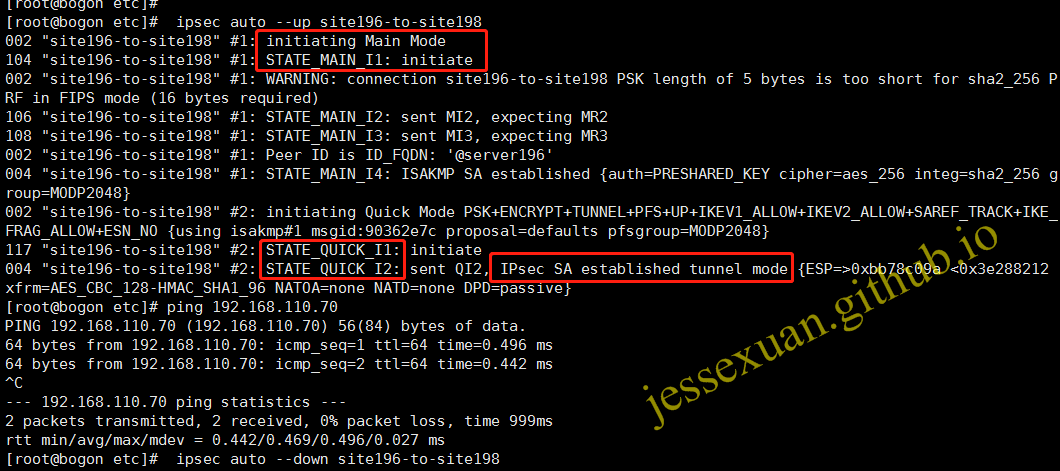 [root@bogon etc]#
[root@bogon etc]#  ipsec auto --up site196-to-site198
002 "site196-to-site198" #1: initiating Main Mode
104 "site196-to-site198" #1: STATE_MAIN_I1: initiate
002 "site196-to-site198" #1: WARNING: connection site196-to-site198 PSK length of 5 bytes is too short for sha2_256 P
RF in FIPS mode (16 bytes required)
106 "site196-to-site198" #1: STATE_MAIN_I2: sent MI2, expecting MR2
108 "site196-to-site198" #1: STATE_MAIN_I3: sent MI3, expecting MR3
002 "site196-to-site198" #1: Peer ID is ID_FQDN: '@server196'
004 "site196-to-site198" #1: STATE_MAIN_I4: ISAKMP SA established {auth=PRESHARED_KEY cipher=aes_256 integ=sha2_256 g
roup=MODP2048}
002 "site196-to-site198" #2: initiating Quick Mode PSK+ENCRYPT+TUNNEL+PFS+UP+IKEV1_ALLOW+IKEV2_ALLOW+SAREF_TRACK+IKE_
FRAG_ALLOW+ESN_NO {using isakmp#1 msgid:90362e7c proposal=defaults pfsgroup=MODP2048}
117 "site196-to-site198" #2: STATE_QUICK_I1: initiate
004 "site196-to-site198" #2: STATE_QUICK_I2: sent QI2, IPsec SA established tunnel mode {ESP=>0xbb78c09a <0x3e288212
xfrm=AES_CBC_128-HMAC_SHA1_96 NATOA=none NATD=none DPD=passive}
[root@bogon etc]# ping 192.168.110.70
PING 192.168.110.70 (192.168.110.70) 56(84) bytes of data.
64 bytes from 192.168.110.70: icmp_seq=1 ttl=64 time=0.496 ms
64 bytes from 192.168.110.70: icmp_seq=2 ttl=64 time=0.442 ms
^C
--- 192.168.110.70 ping statistics ---
2 packets transmitted, 2 received, 0% packet loss, time 999ms
rtt min/avg/max/mdev = 0.442/0.469/0.496/0.027 ms
[root@bogon etc]#  ipsec auto --down site196-to-site198
jessexuan.github.io